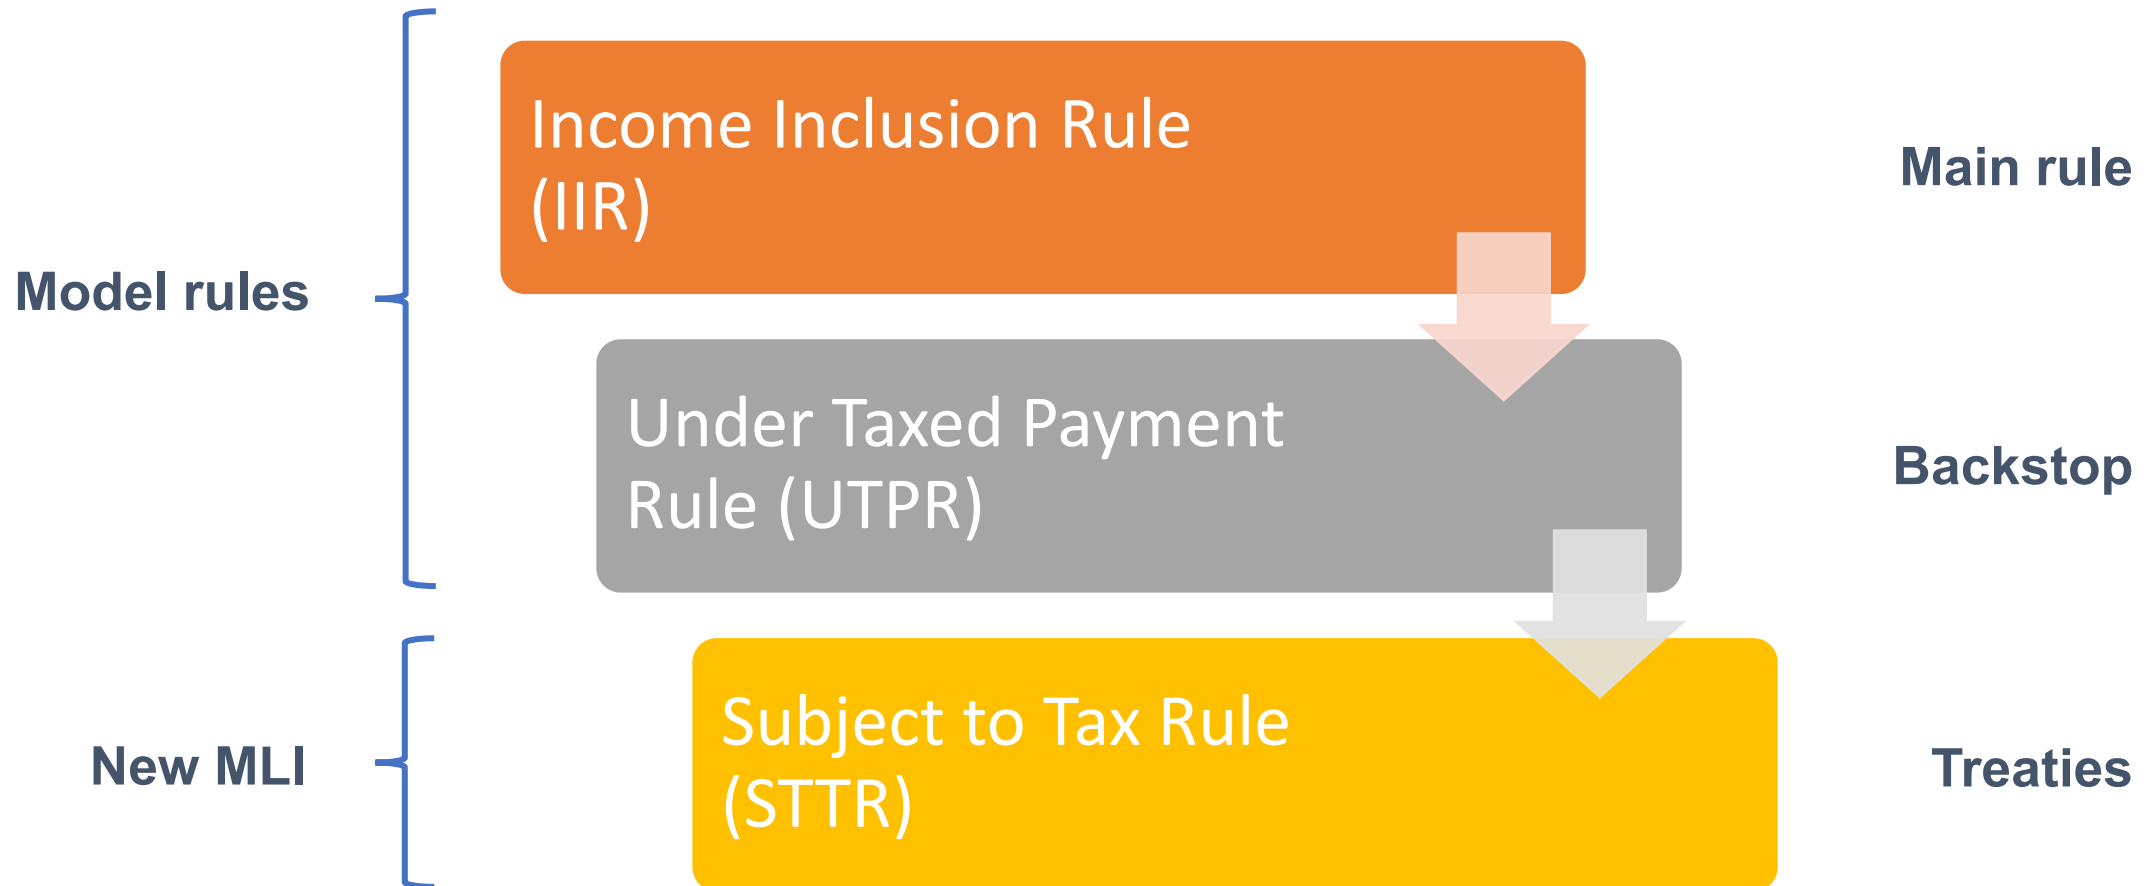 Income Inclusion Rule
(IIR)
Main rule
Model rules
Under Taxed Payment
Rule (UTPR)
Backstop
Subject to Tax Rule
(STTR)
New MLI
Treaties